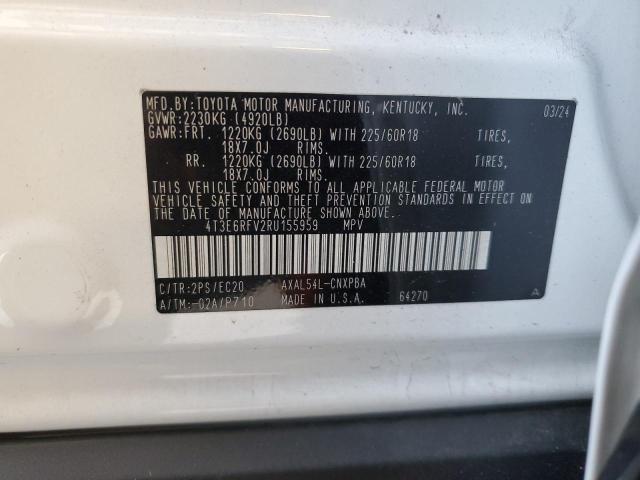 MFD.BY:TOYOTA MOTOR MANUFACTURING, KENTUCKY, INC. 03/24
GVWR:2230KG (4920LB)
GAWR:FRT. 1220KG (2690LB) WITH 225/60R18 TIRES,
18X7.0J RIMS.
RR. 1220KG (2690LB) WITH 225/60R18 TIRES,
18X7.0J RIMS.
THIS VEHICLE CONFORMS TO ALL APPLICABLE FEDERAL MOTOR
VEHICLE SAFETY AND THEFT PREVENTION STANDARDS IN EFFECT ON
THE DATE OF MANUFACTURE SHOWN ABOVE.
4T3E6RFV2RU155959 MPV
C/TR:2PS/EC20 AXAL54L-CNXPBA
A/TM:-02A/P710 MADE IN U.S.A. 64270 A